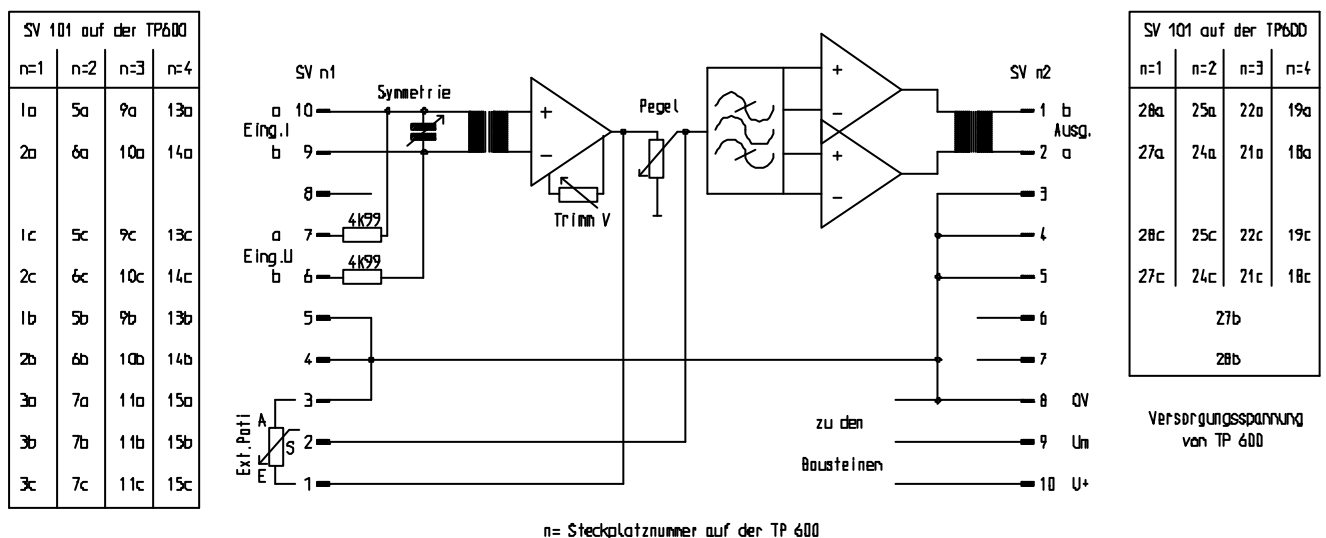 SV 101 auf der TP600
n=1 n=2 n=3 n=4
1a 5a 9a 13a
2a 6a 10a 14a
1c 5c 9c 13c
2c 6c 10c 14c
1b 5b 9b 13b
2b 6b 10b 14b
3a 7a 11a 15a
3b 7b 11b 15b
3c 7c 11c 15c
SV n1
a 10
Eing.I
b 9
8
a 7
Eing.U
b 6
5
4
3
2
1
A
S
E
Ext.Poti
Symmetrie
4K99
4K99
+
−
Trimm V
Pegel
+
−
+
−
SV n2
1 b
Ausg.
2 a
3
4
5
6
7
8 0V
9 Um
10 U+
zu den
Bausteinen
SV 101 auf der TP600
n=1 n=2 n=3 n=4
28a 25a 22a 19a
27a 24a 21a 18a
28c 25c 22c 19c
27c 24c 21c 18c
27b
28b
Versorgungsspannung
von TP 600
n= Steckplatznummer auf der TP 600